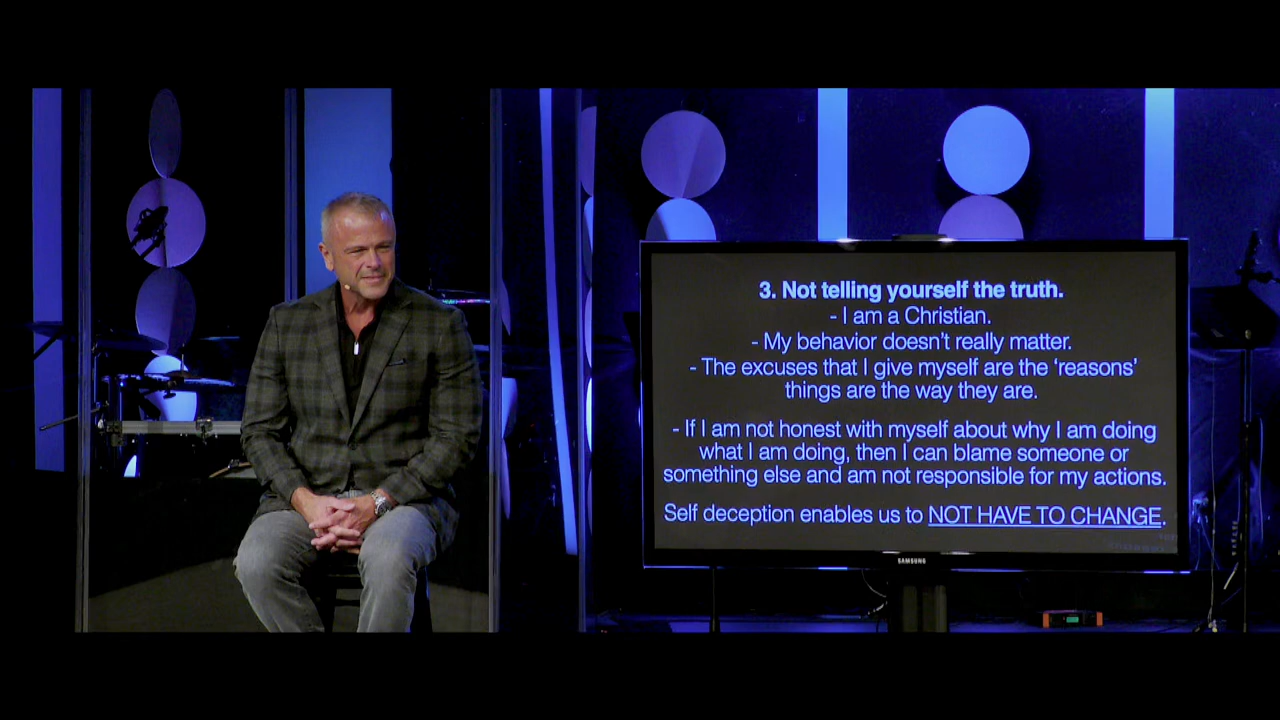 3. Not telling yourself the truth.
- I am a Christian.
- My behavior doesn't really matter.
- The excuses that I give myself are the ‘reasons’
things are the way they are.
- If I am not honest with myself about why I am doing
what I am doing, then I can blame someone or
something else and am not responsible for my actions.
Self deception enables us to NOT HAVE TO CHANGE.
SAMSUNG